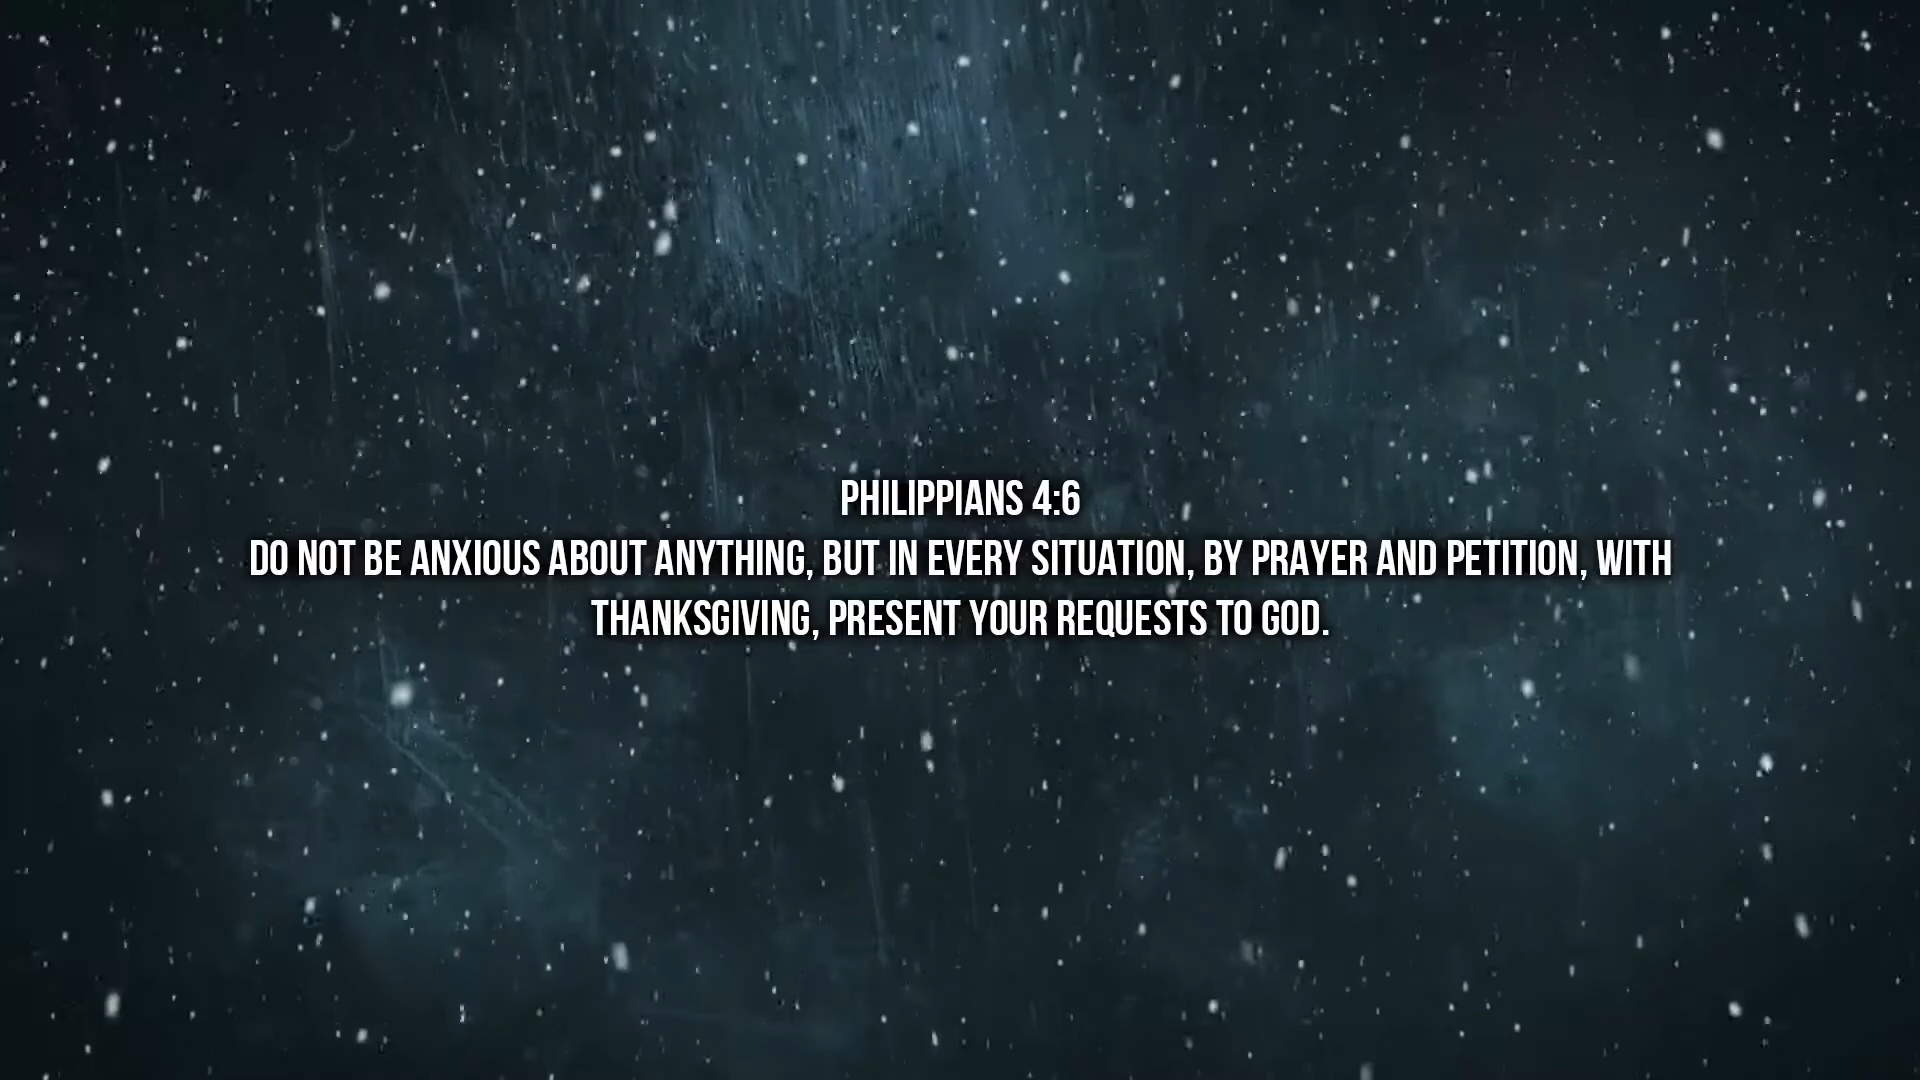 PHILIPPIANS 4:6
DO NOT BE ANXIOUS ABOUT ANYTHING, BUT IN EVERY SITUATION, BY PRAYER AND PETITION, WITH
THANKSGIVING, PRESENT YOUR REQUESTS TO GOD.